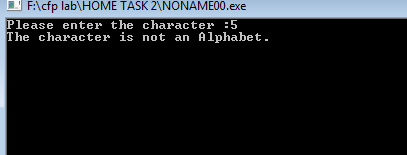 F:\cfp lab\HOME TASK 2\NONAME00.exe
Please enter the character :5
The character is not an Alphabet.